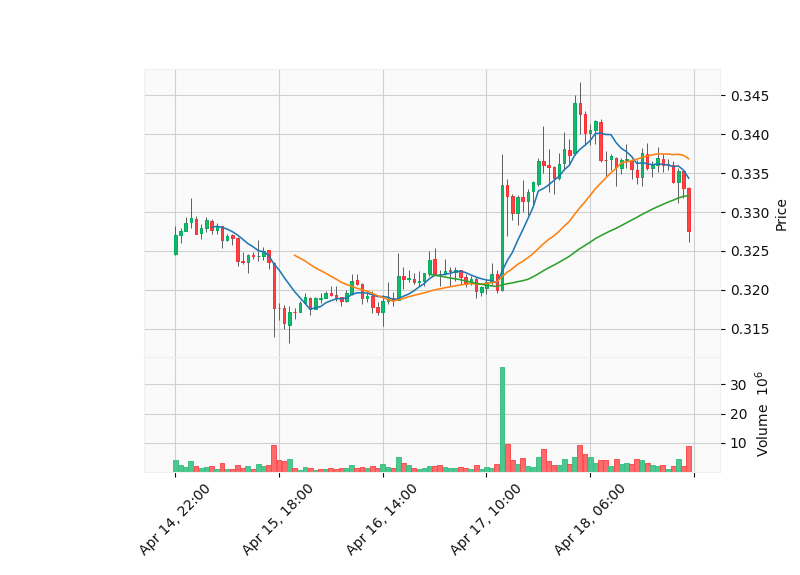 0.345
0.340
0.335
0.330
0.325
0.320
0.315
Price
30
20
10
Volume 10^6
Apr 14, 22:00
Apr 15, 18:00
Apr 16, 14:00
Apr 17, 10:00
Apr 18, 06:00